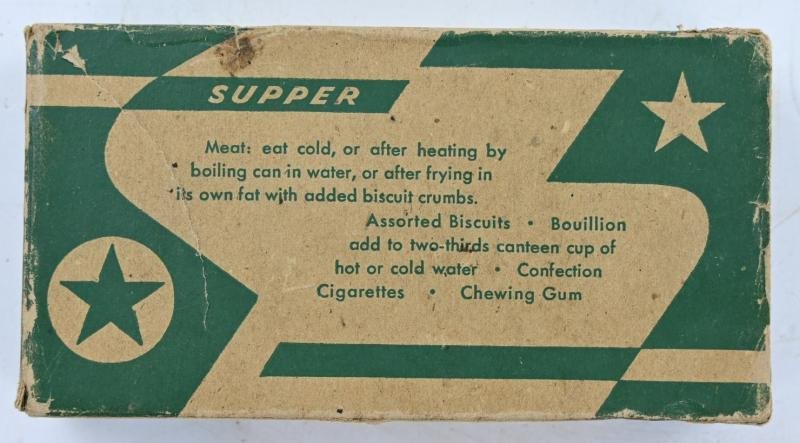 SUPPER
Meat: eat cold, or after heating by
boiling can in water, or after frying in
its own fat with added biscuit crumbs.
Assorted Biscuits • Bouillion
add to two-thirds canteen cup of
hot or cold water • Confection
Cigarettes • Chewing Gum